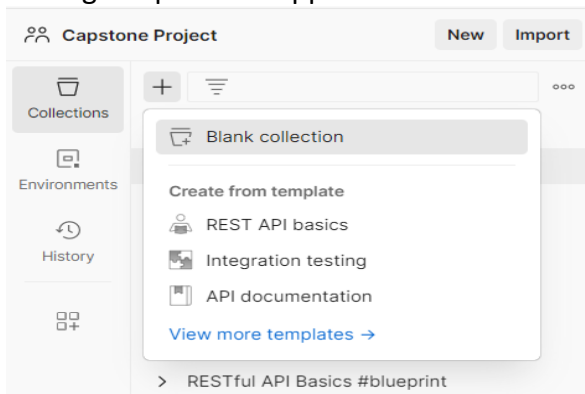 Capstone Project New Import
Collections
Blank collection
Environments
Create from template
REST API basics
History
Integration testing
API documentation
View more templates →
RESTful API Basics #blueprint